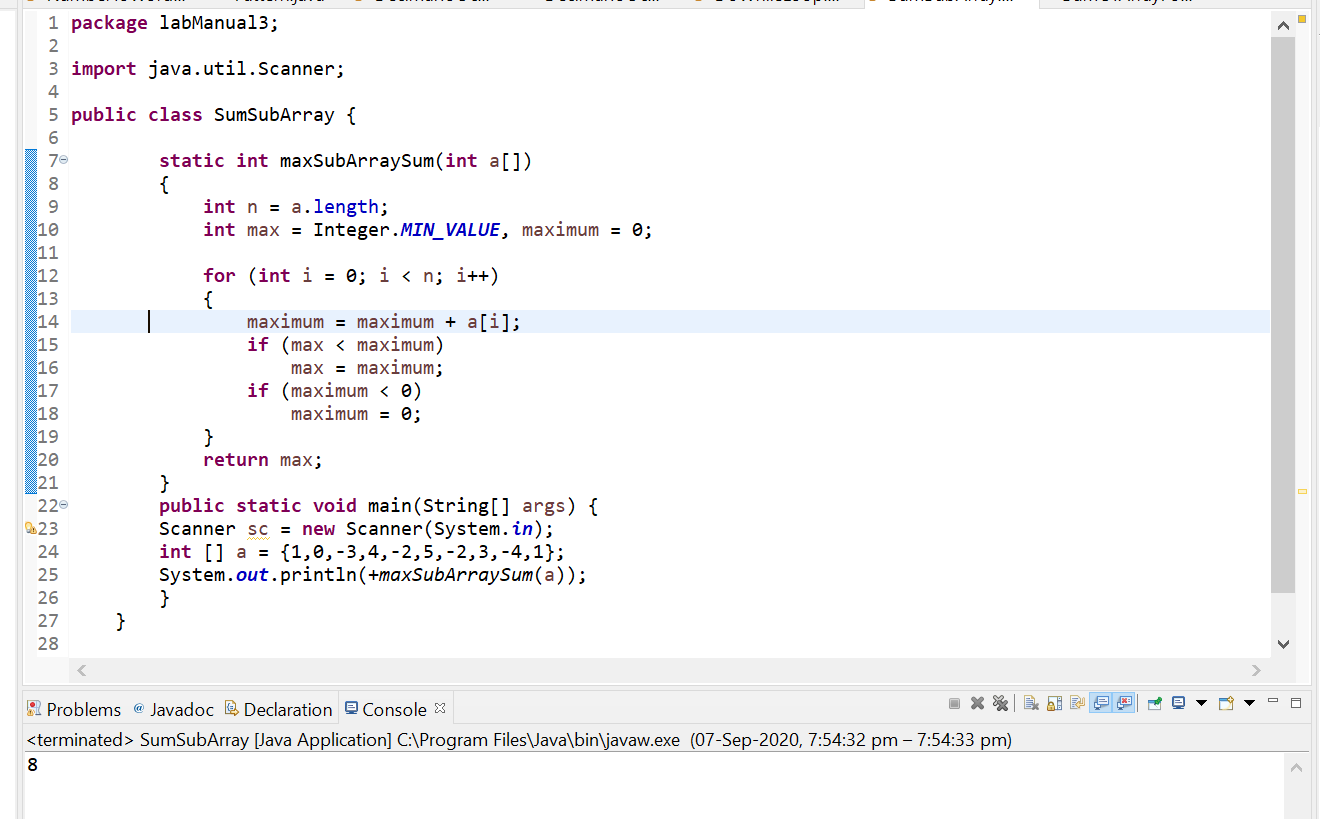 1 package labManual3;
2
3 import java.util.Scanner;
4
5 public class SumSubArray {
6
7 static int maxSubArraySum(int a[])
8 {
9 int n = a.length;
10 int max = Integer.MIN_VALUE, maximum = 0;
11
12 for (int i = 0; i < n; i++)
13 {
14 maximum = maximum + a[i];
15 if (max < maximum)
16 max = maximum;
17 if (maximum < 0)
18 maximum = 0;
19 }
20 return max;
21 }
22 public static void main(String[] args) {
23 Scanner sc = new Scanner(System.in);
24 int [] a = {1,0,-3,4,-2,5,-2,3,-4,1};
25 System.out.println(+maxSubArraySum(a));
26 }
27 }
28
Problems @ Javadoc Declaration Console
<terminated> SumSubArray [Java Application] C:\Program Files\Java\bin\javaw.exe (07-Sep-2020, 7:54:32 pm – 7:54:33 pm)
8